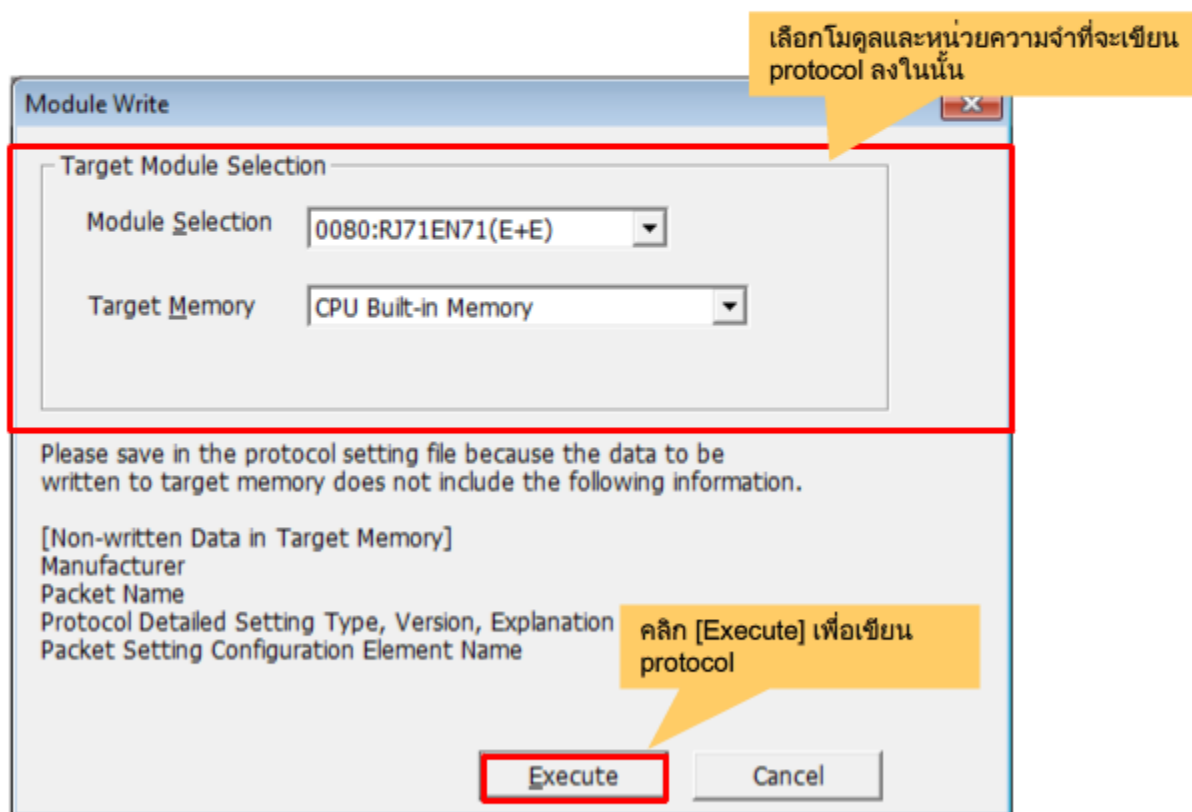 เลือกโมดูลและหน่วยความจำที่จะเขียน
protocol ลงในนั้น
Module Write
Target Module Selection
Module Selection
0080:RJ71EN71(E+E)
Target Memory
CPU Built-in Memory
Please save in the protocol setting file because the data to be
written to target memory does not include the following information.
[Non-written Data in Target Memory]
Manufacturer
Packet Name
Protocol Detailed Setting Type, Version, Explanation
Packet Setting Configuration Element Name
คลิก [Execute] เพื่อเขียน
protocol
Execute
Cancel